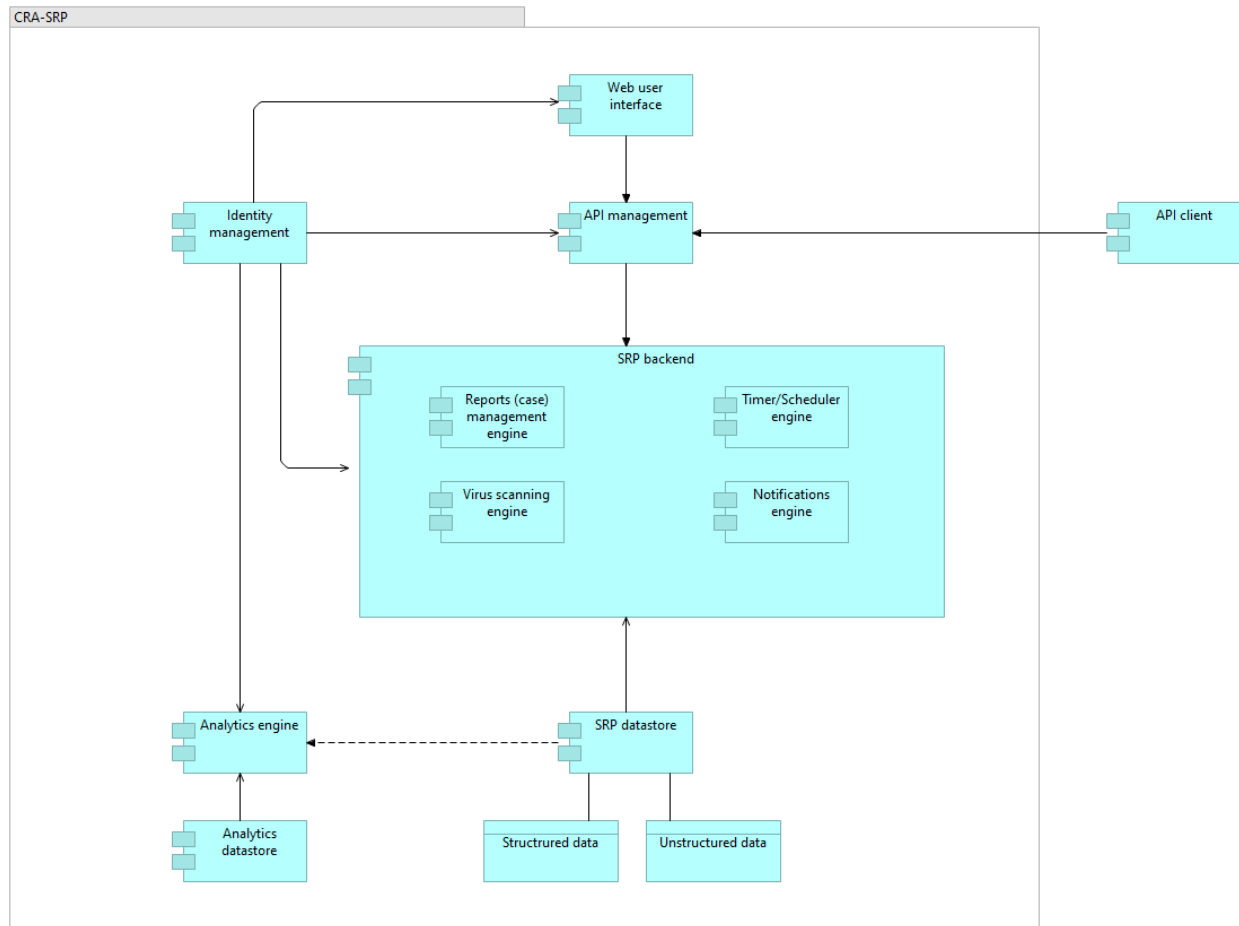 CRA-SRP
Web user
interface
Identity
management
API management
API client
SRP backend
Reports (case)
management
engine
Timer/Scheduler
engine
Virus scanning
engine
Notifications
engine
Analytics engine
SRP datastore
Analytics
datastore
Structrured data
Unstructured data